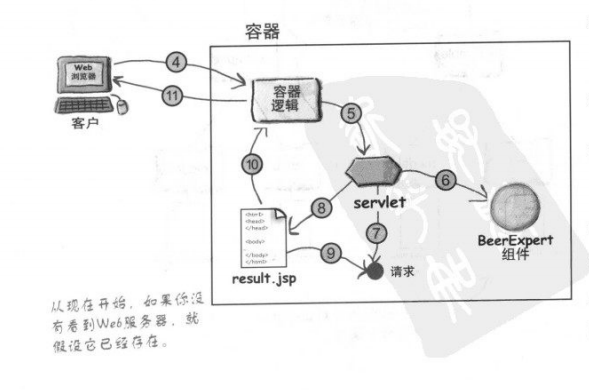 容器
Web
浏览器
4
11
客户
容器
逻辑
5
10
6
servlet
8
7
<html>
<head>
</head>
<body>
</body>
</html>
9
请求
BeerExpert
组件
result.jsp
从现在开始，如果你没
有看到Web服务器，就
假设它已经存在。